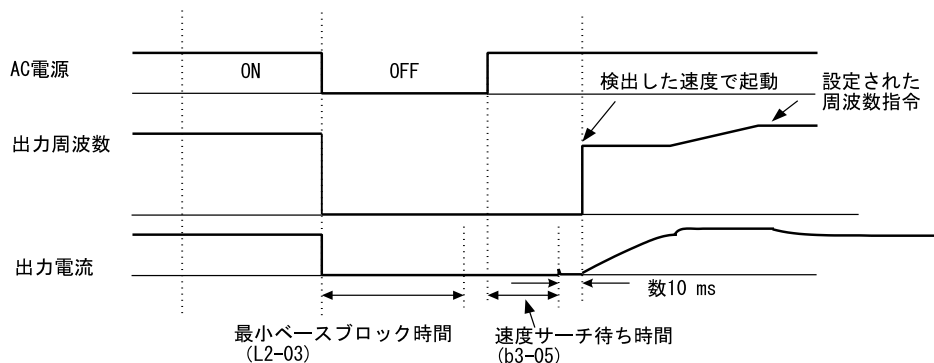 AC電源
ON
OFF
検出した速度で起動
設定された
周波数指令
出力周波数
出力電流
数10 ms
最小ベースブロック時間
(L2-03)
速度サーチ待ち時間
(b3-05)